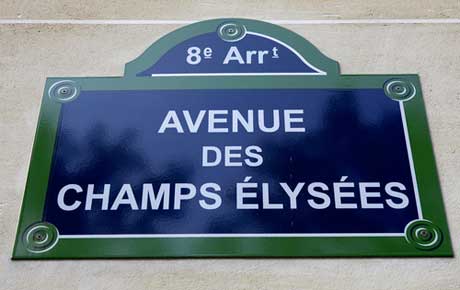 8e Arrt
AVENUE
DES
CHAMPS ÉLYSÉES